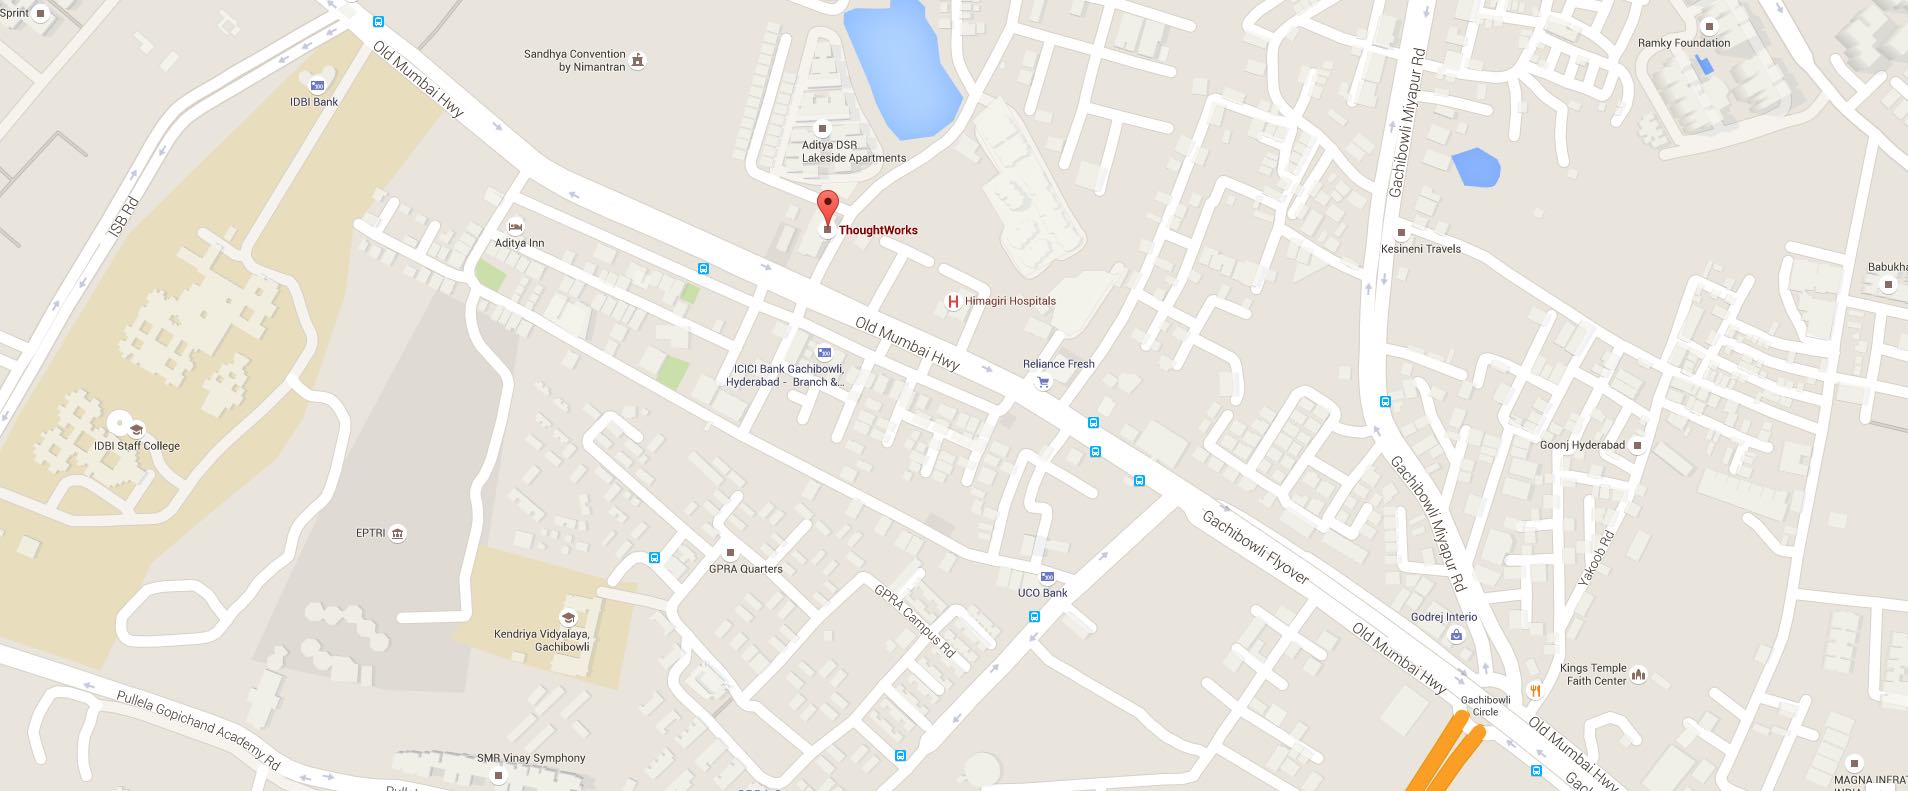 Sprint
Old Mumbai Hwy
Sandhya Convention
by Nimantran
Ramky Foundation
IDBI Bank
Gachibowli Miyapur Rd
Aditya DSR
Lakeside Apartments
ISB Rd
ThoughtWorks
Aditya Inn
Kesineni Travels
Babukha
Himagiri Hospitals
Old Mumbai Hwy
Reliance Fresh
ICICI Bank Gachibowli,
Hyderabad - Branch &...
IDBI Staff College
Goonj Hyderabad
Gachibowli Miyapur Rd
EPTRI
Gachibowli Flyover
Yakoob Rd
GPRA Quarters
UCO Bank
GPRA Campus Rd
Godrej Interio
Kendriya Vidyalaya,
Gachibowli
Old Mumbai Hwy
Kings Temple
Faith Center
Pullela Gopichand Academy Rd
Gachibowli
Circle
Old Mumbai Hwy
SMR Vinay Symphony
MAGNA INFRAT